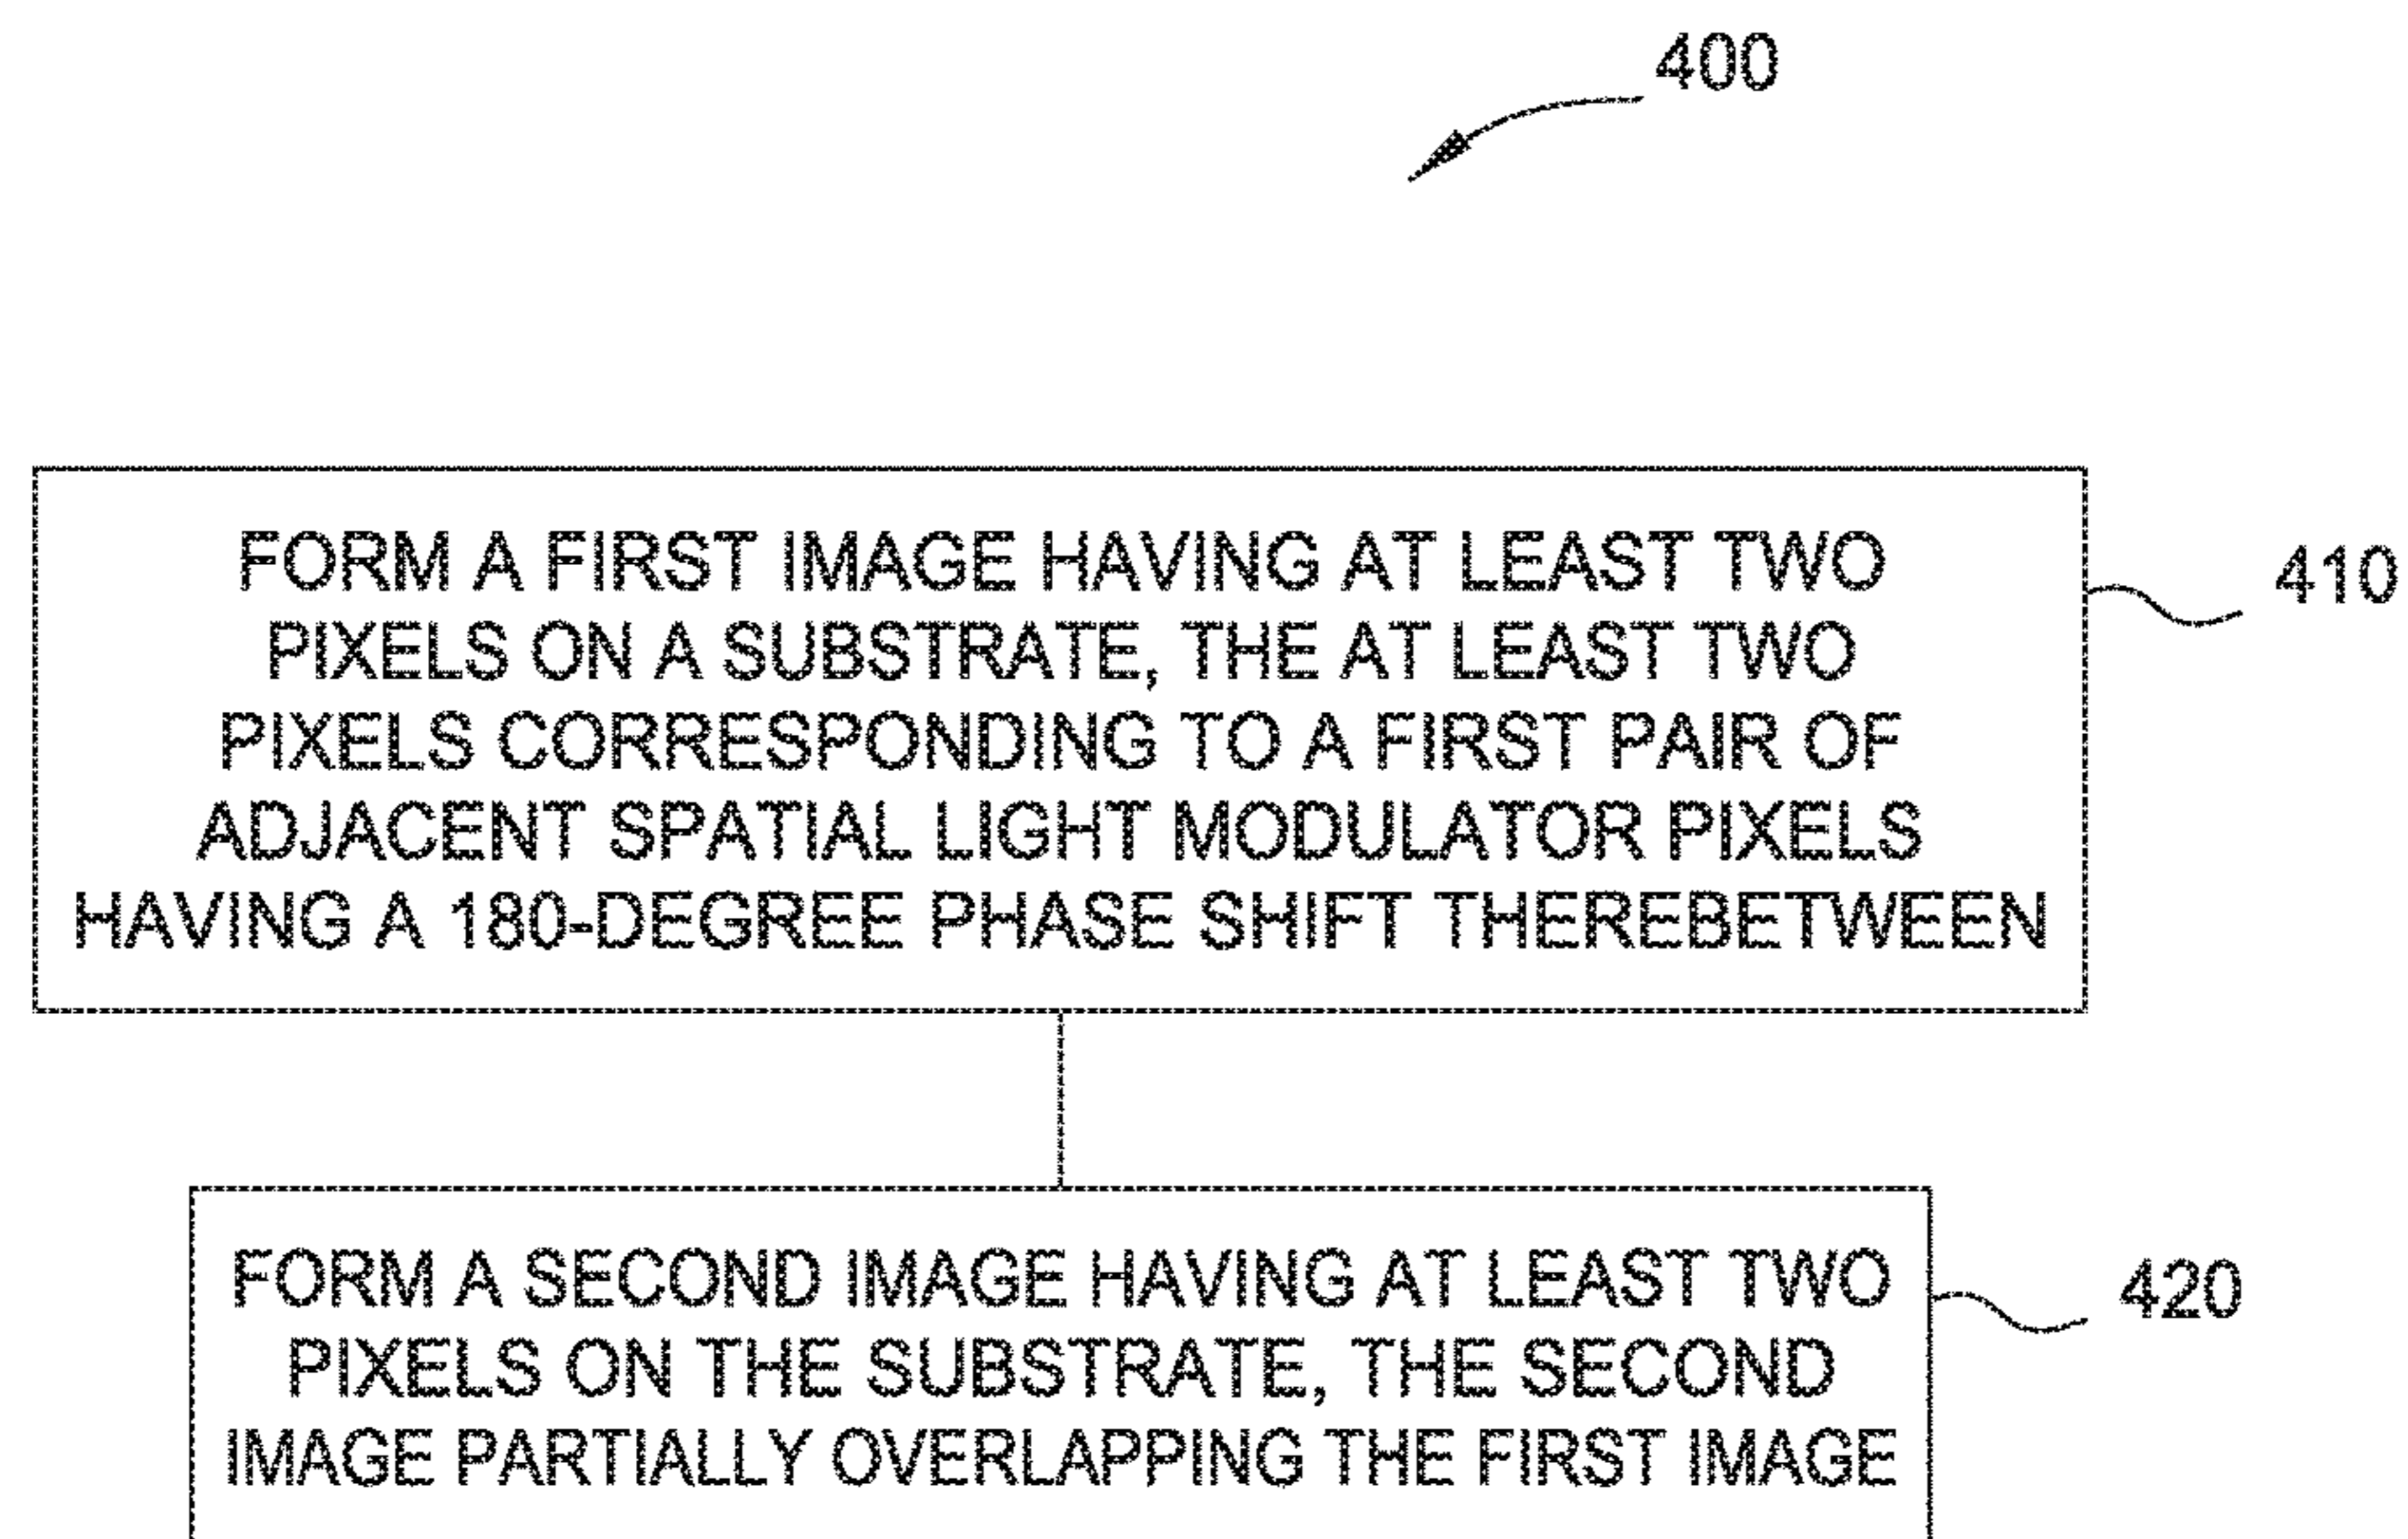 400
FORM A FIRST IMAGE HAVING AT LEAST TWO
PIXELS ON A SUBSTRATE, THE AT LEAST TWO
PIXELS CORRESPONDING TO A FIRST PAIR OF
ADJACENT SPATIAL LIGHT MODULATOR PIXELS
HAVING A 180-DEGREE PHASE SHIFT THEREBETWEEN
410
FORM A SECOND IMAGE HAVING AT LEAST TWO
PIXELS ON THE SUBSTRATE, THE SECOND
IMAGE PARTIALLY OVERLAPPING THE FIRST IMAGE
420